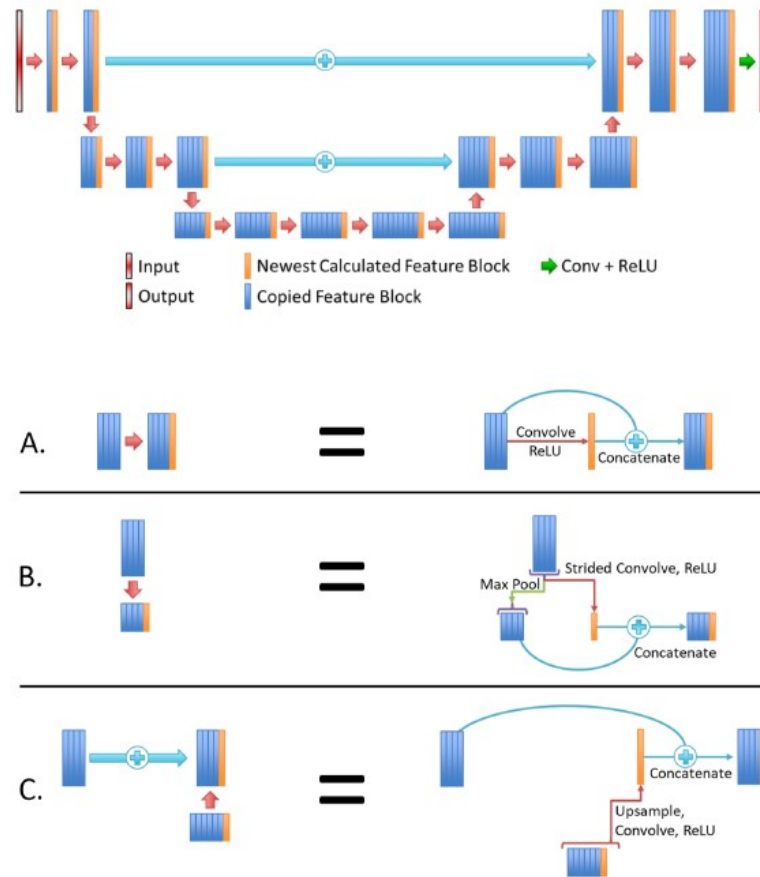 Input
Newest Calculated Feature Block
Conv + ReLU
Output
Copied Feature Block
A.
=
Convolve
ReLU
Concatenate
B.
=
Max Pool
Strided Convolve, ReLU
Concatenate
C.
=
Concatenate
Upsample,
Convolve, ReLU